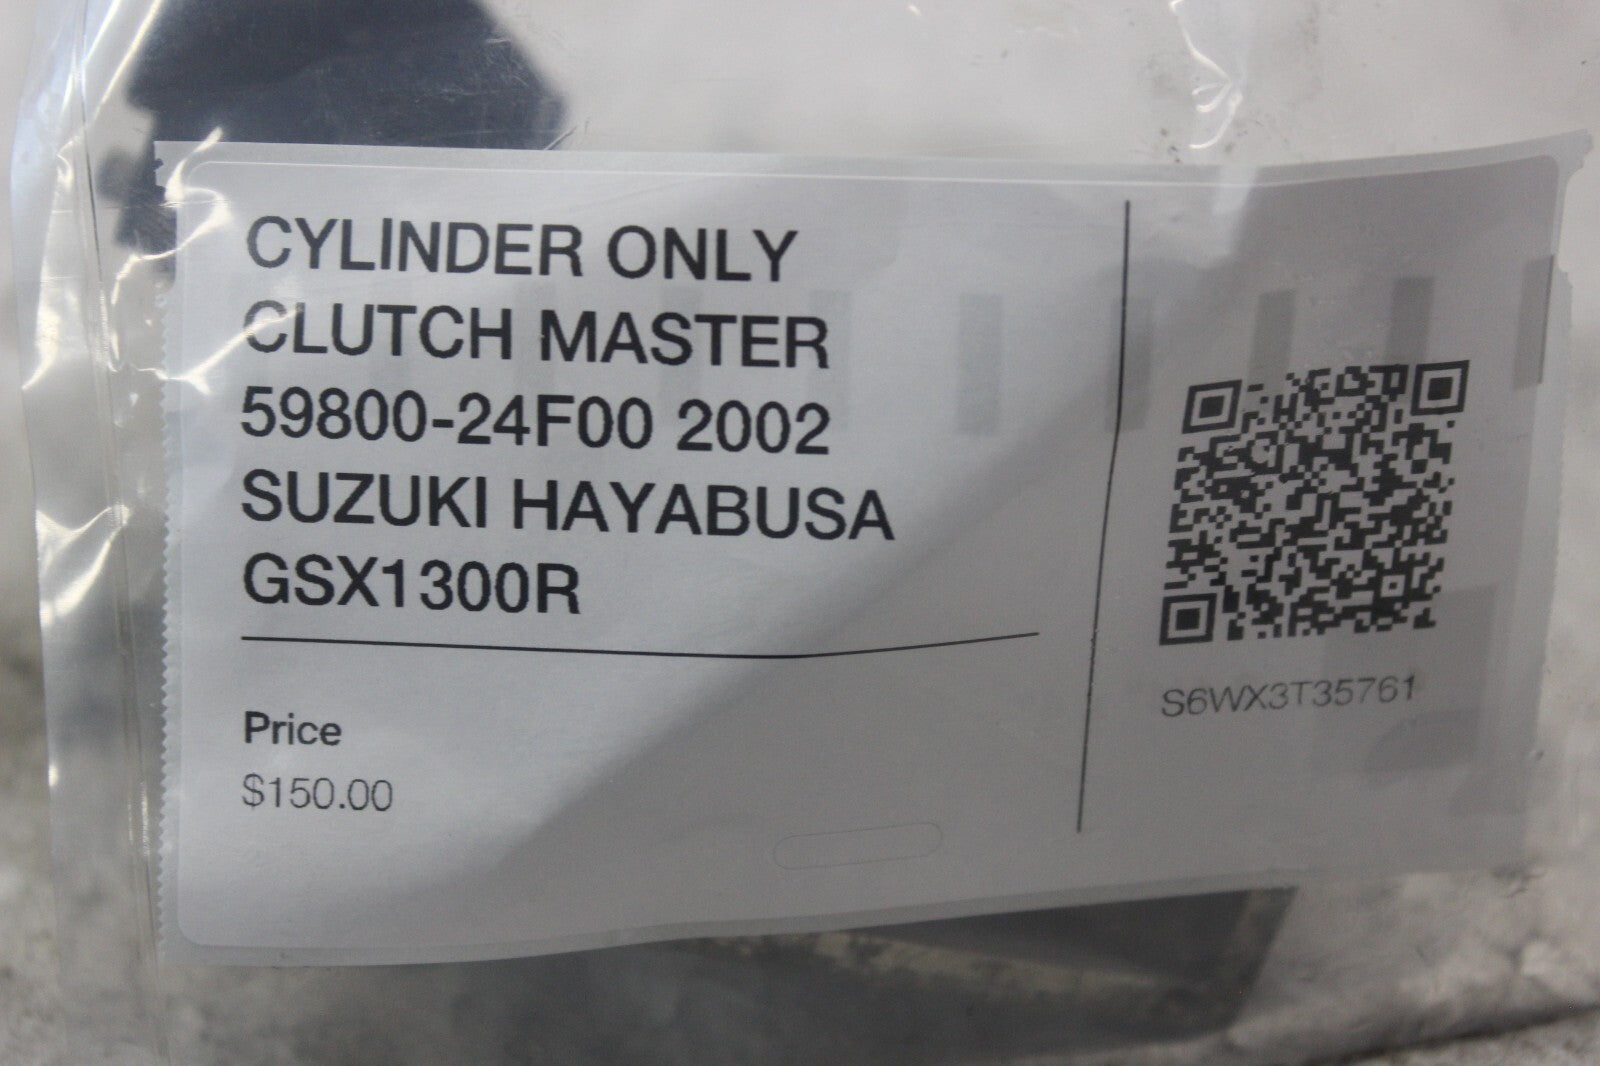 CYLINDER ONLY
CLUTCH MASTER
59800-24F00 2002
SUZUKI HAYABUSA
GSX1300R
Price
$150.00
S6WX3T35761